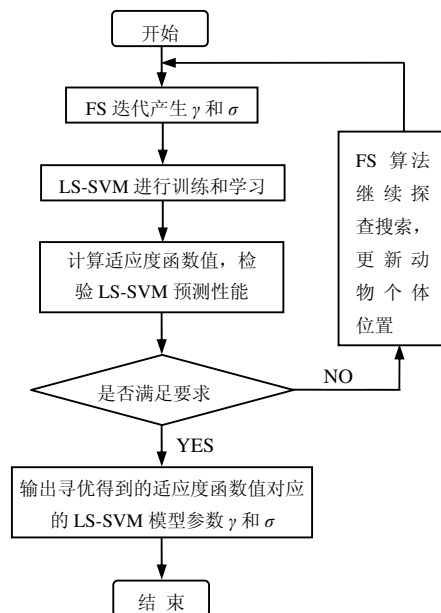 开始
FS 迭代产生 γ 和 σ
LS-SVM 进行训练和学习
计算适应度函数值，检
验 LS-SVM 预测性能
是否满足要求
NO
FS 算法
继续探
查搜索，
更新动
物个体
位置
YES
输出寻优得到的适应度函数值对应
的 LS-SVM 模型参数 γ 和 σ
结 束